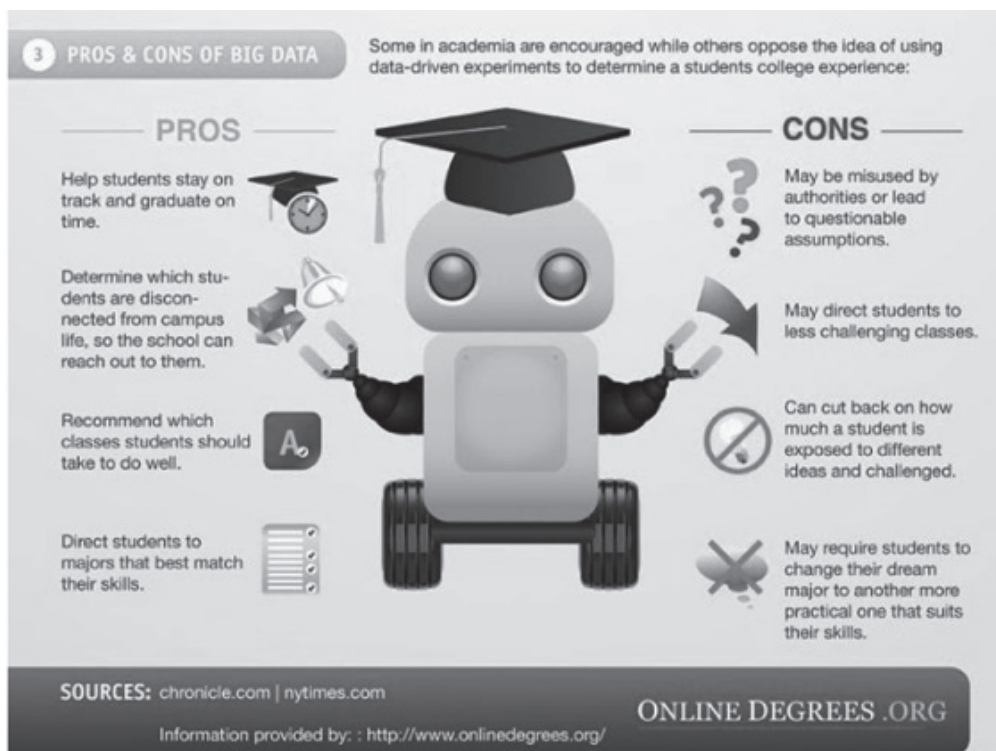 3 PROS & CONS OF BIG DATA
Some in academia are encouraged while others oppose the idea of using
data-driven experiments to determine a students college experience:
PROS
Help students stay on
track and graduate on
time.
Determine which stu-
dents are discon-
nected from campus
life, so the school can
reach out to them.
Recommend which
classes students should
take to do well.
A
Direct students to
majors that best match
their skills.
CONS
May be misused by
authorities or lead
to questionable
assumptions.
May direct students to
less challenging classes.
Can cut back on how
much a student is
exposed to different
ideas and challenged.
May require students to
change their dream
major to another more
practical one that suits
their skills.
SOURCES: chronicle.com | nytimes.com
Information provided by: : http://www.onlinedegrees.org/
ONLINE DEGREES .ORG